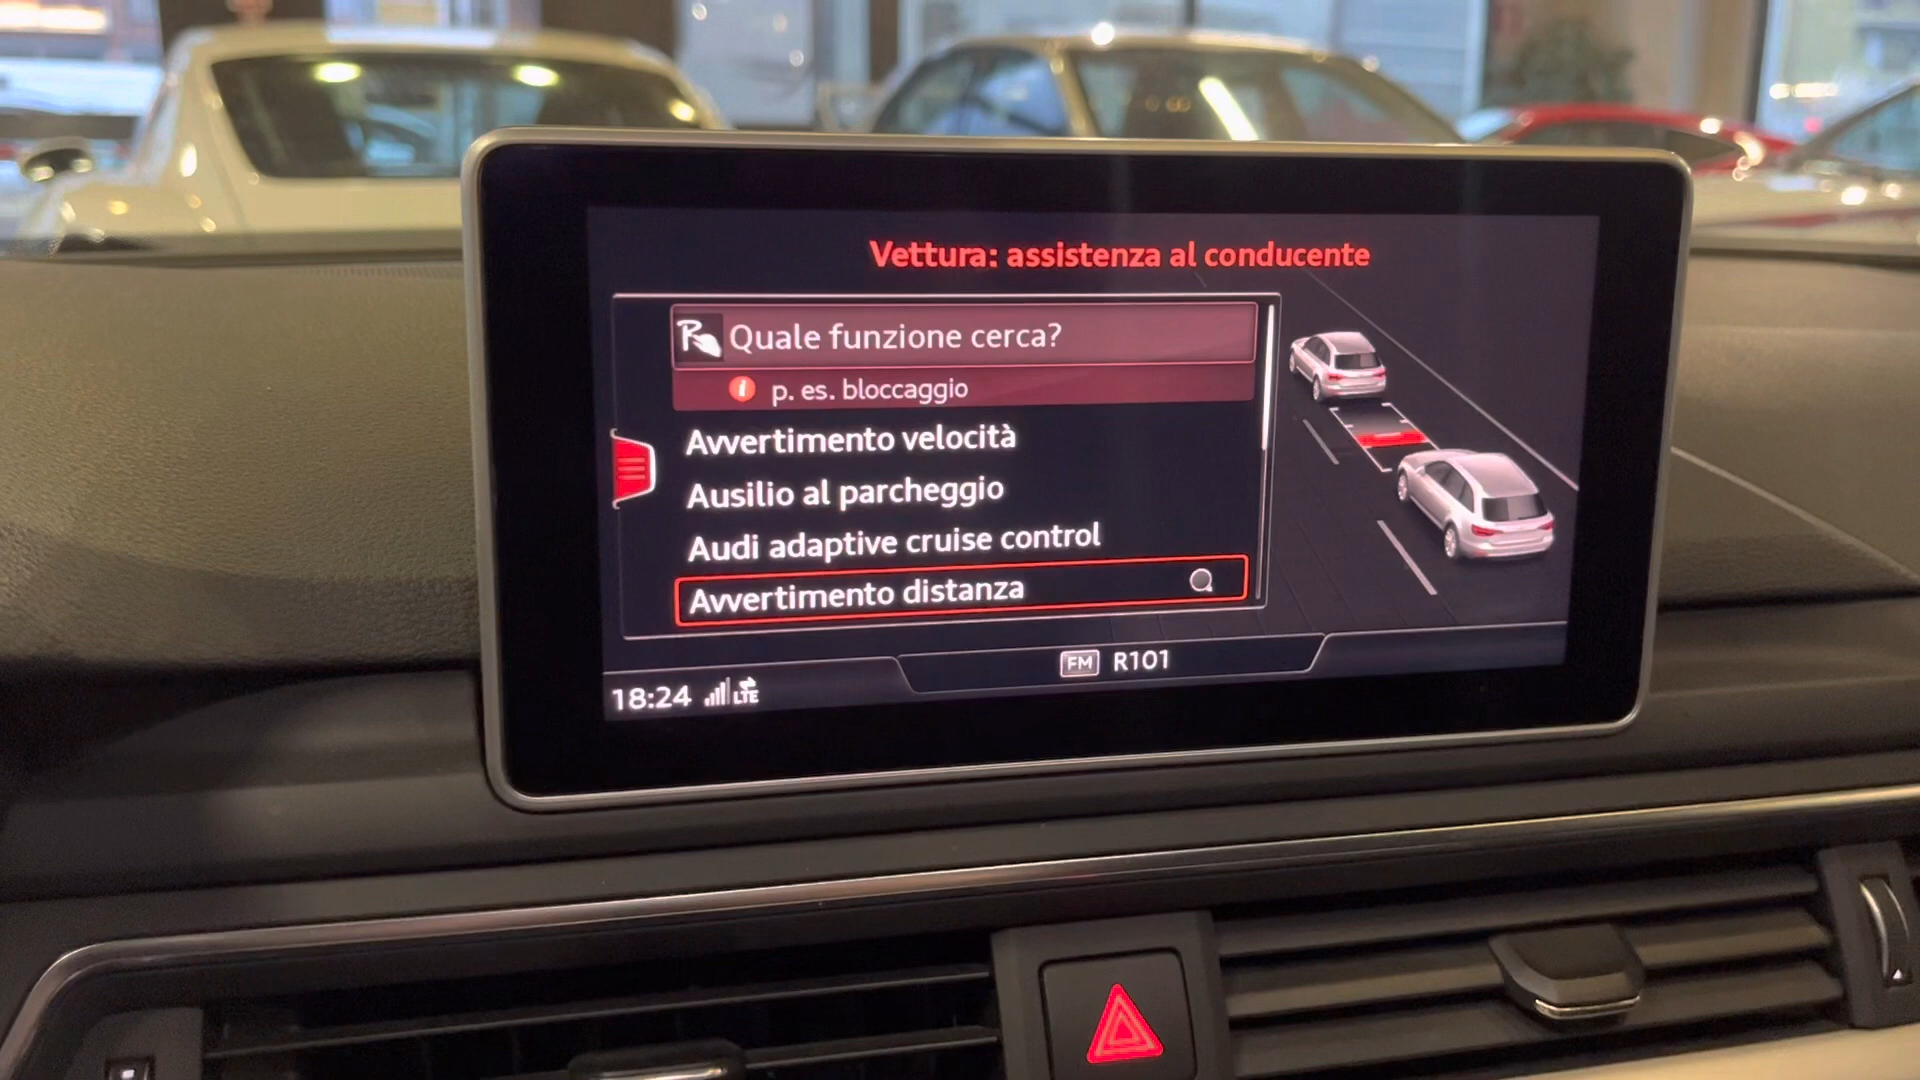 Vettura: assistenza al conducente
Quale funzione cerca?
i p. es. bloccaggio
Avvertimento velocità
Ausilio al parcheggio
Audi adaptive cruise control
Avvertimento distanza
FM R101
18:24 LTE